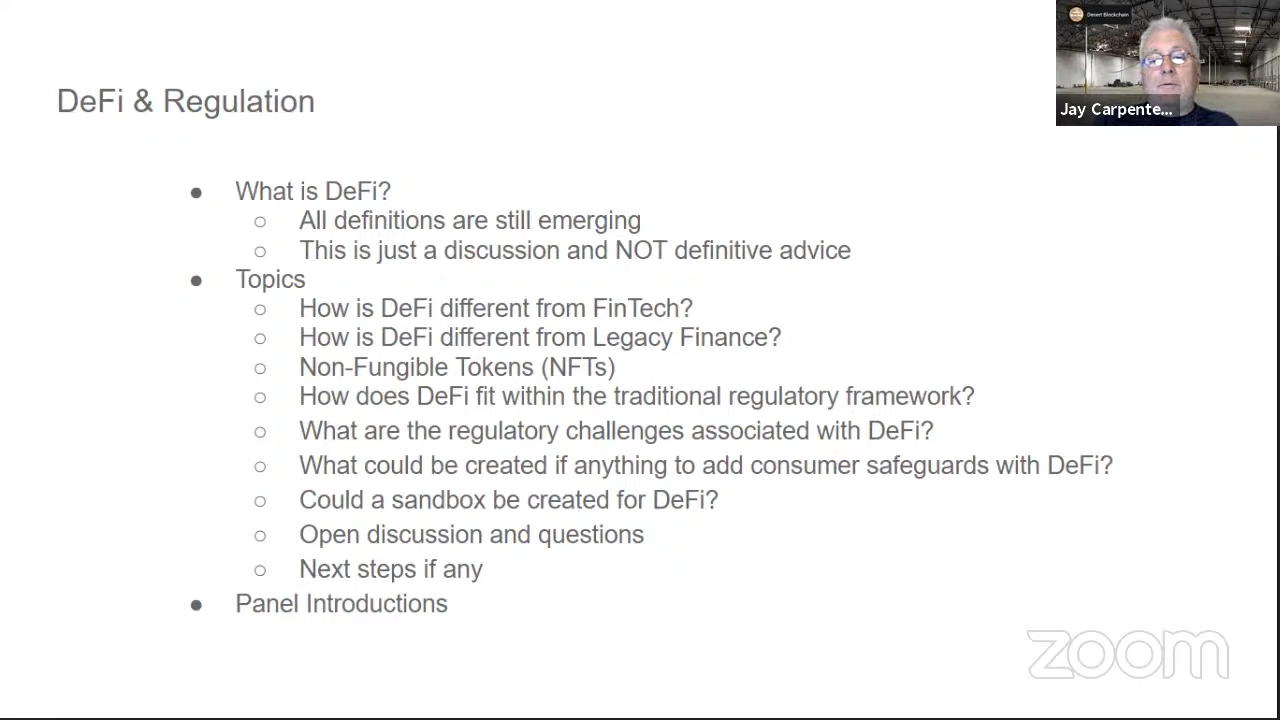 Desert Blockchain
Jay Carpente...
DeFi & Regulation
● What is DeFi?
○ All definitions are still emerging
○ This is just a discussion and NOT definitive advice
● Topics
○ How is DeFi different from FinTech?
○ How is DeFi different from Legacy Finance?
○ Non-Fungible Tokens (NFTs)
○ How does DeFi fit within the traditional regulatory framework?
○ What are the regulatory challenges associated with DeFi?
○ What could be created if anything to add consumer safeguards with DeFi?
○ Could a sandbox be created for DeFi?
○ Open discussion and questions
○ Next steps if any
● Panel Introductions
zoom